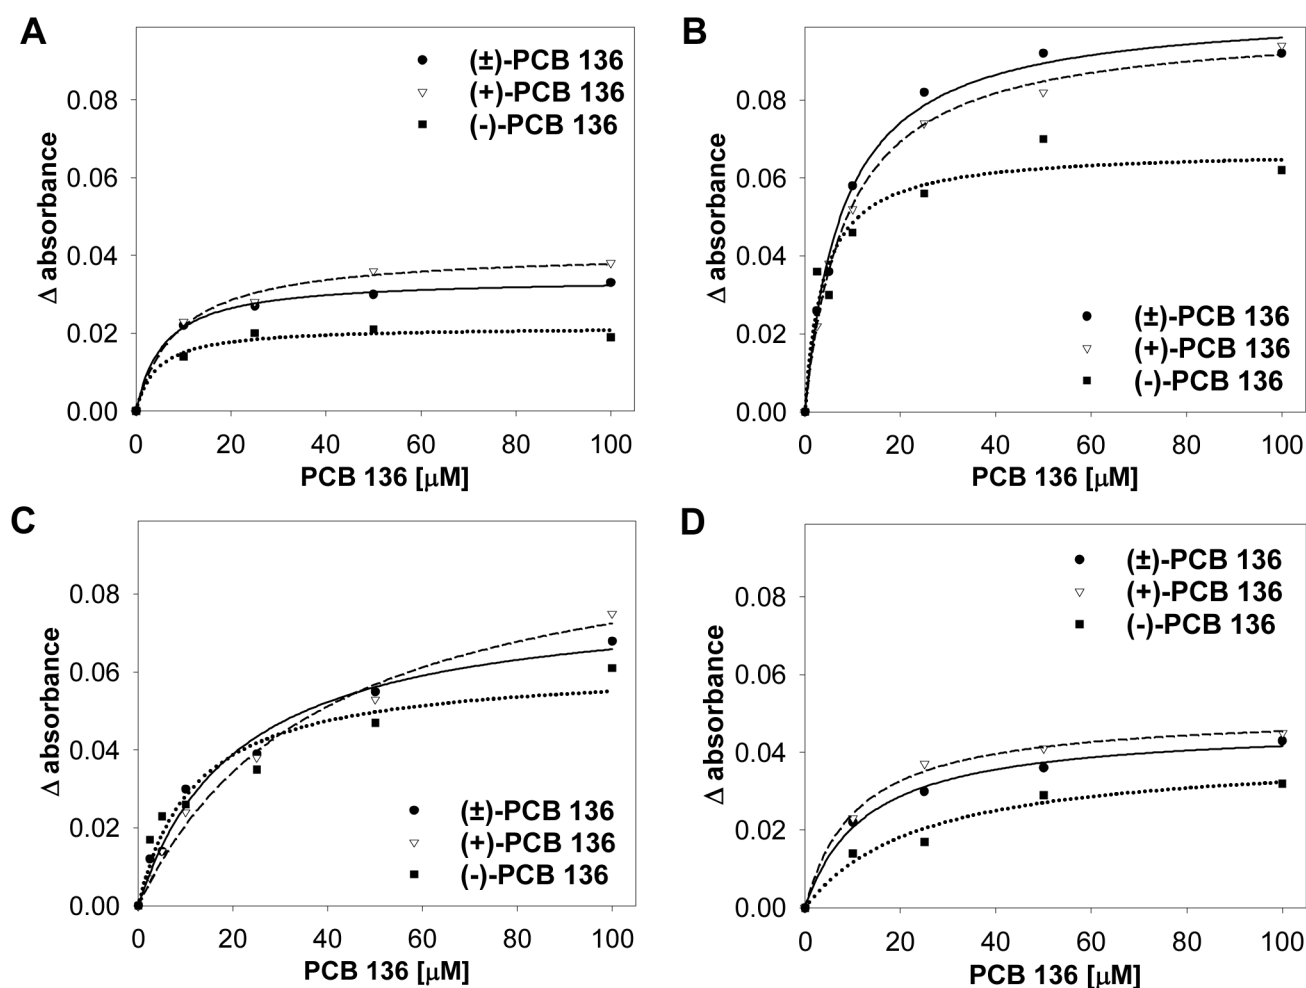 A
(±)-PCB 136
(+)-PCB 136
(-)-PCB 136
0.08
0.06
0.04
0.02
0.00
Δ absorbance
0 20 40 60 80 100
PCB 136 [μM]
B
0.08
0.06
0.04
0.02
0.00
Δ absorbance
(±)-PCB 136
(+)-PCB 136
(-)-PCB 136
0 20 40 60 80 100
PCB 136 [μM]
C
0.08
0.06
0.04
0.02
0.00
Δ absorbance
(±)-PCB 136
(+)-PCB 136
(-)-PCB 136
0 20 40 60 80 100
PCB 136 [μM]
D
(±)-PCB 136
(+)-PCB 136
(-)-PCB 136
0.08
0.06
0.04
0.02
0.00
Δ absorbance
0 20 40 60 80 100
PCB 136 [μM]